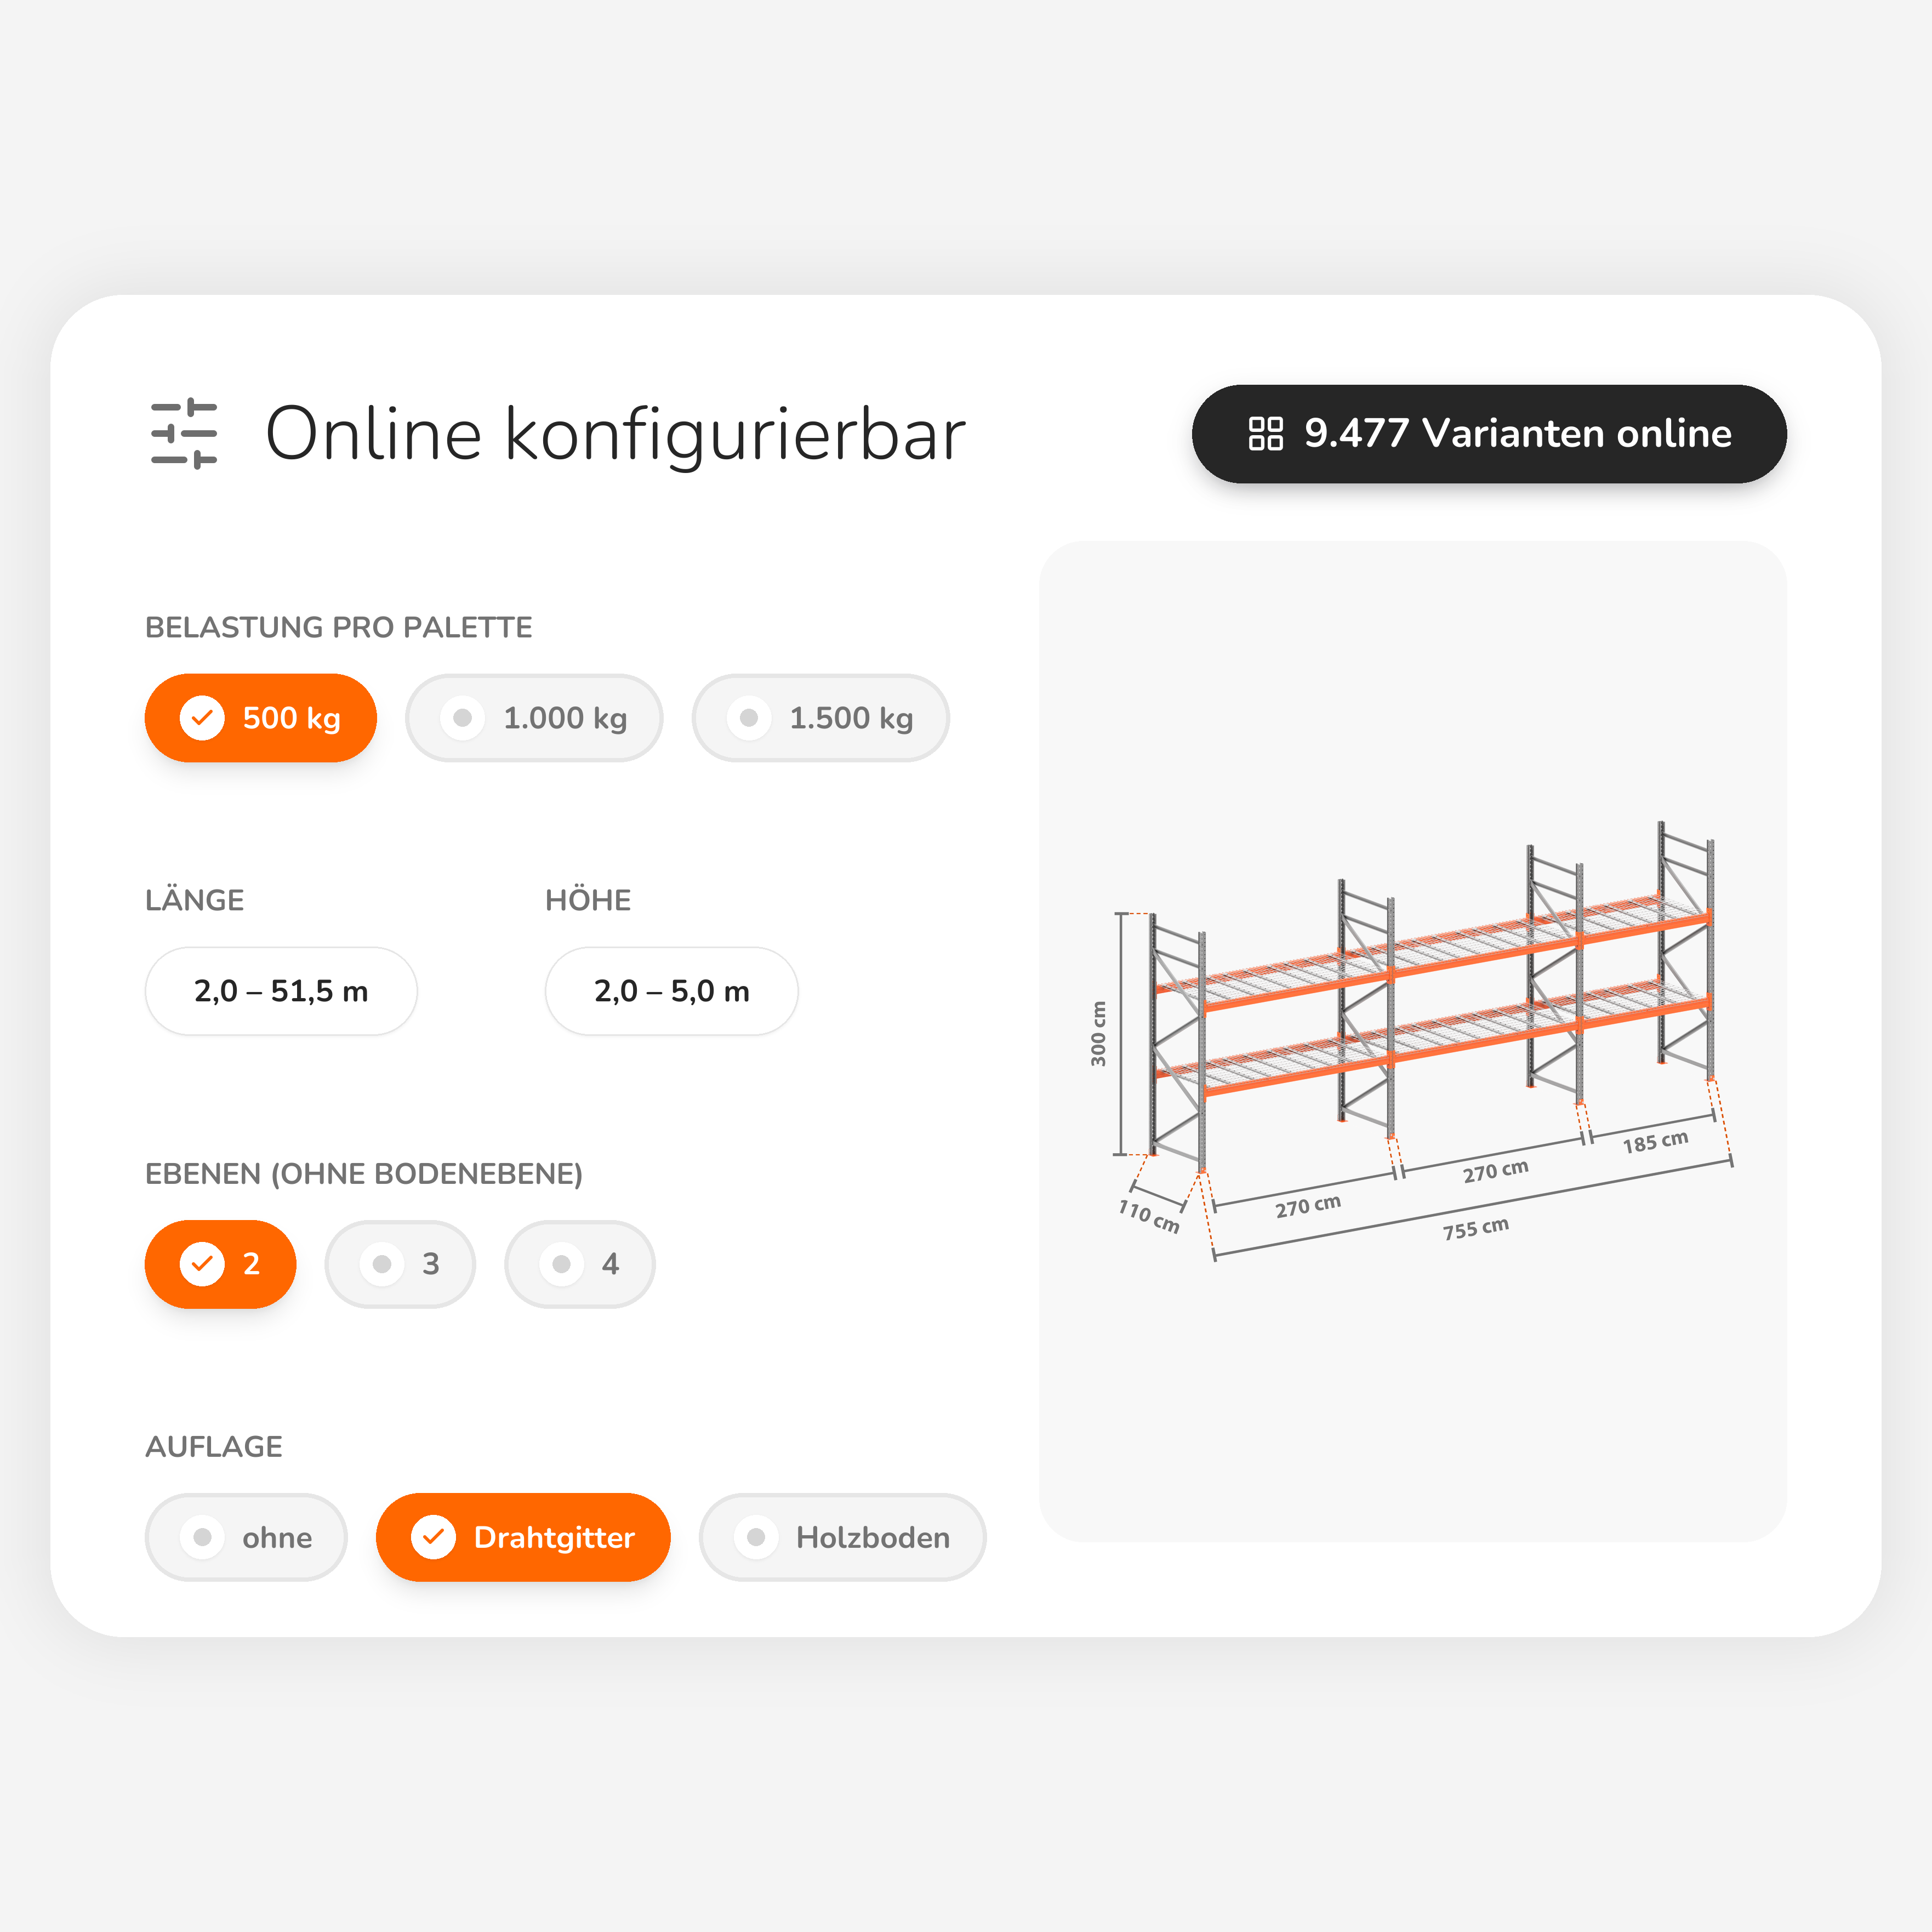 Online konfigurierbar
9.477 Varianten online
BELASTUNG PRO PALETTE
500 kg
1.000 kg
1.500 kg
LÄNGE
HÖHE
2,0 – 51,5 m
2,0 – 5,0 m
EBENEN (OHNE BODENEBENE)
2
3
4
AUFLAGE
ohne
Drahtgitter
Holzboden
300 cm
110 cm
270 cm
270 cm
185 cm
755 cm